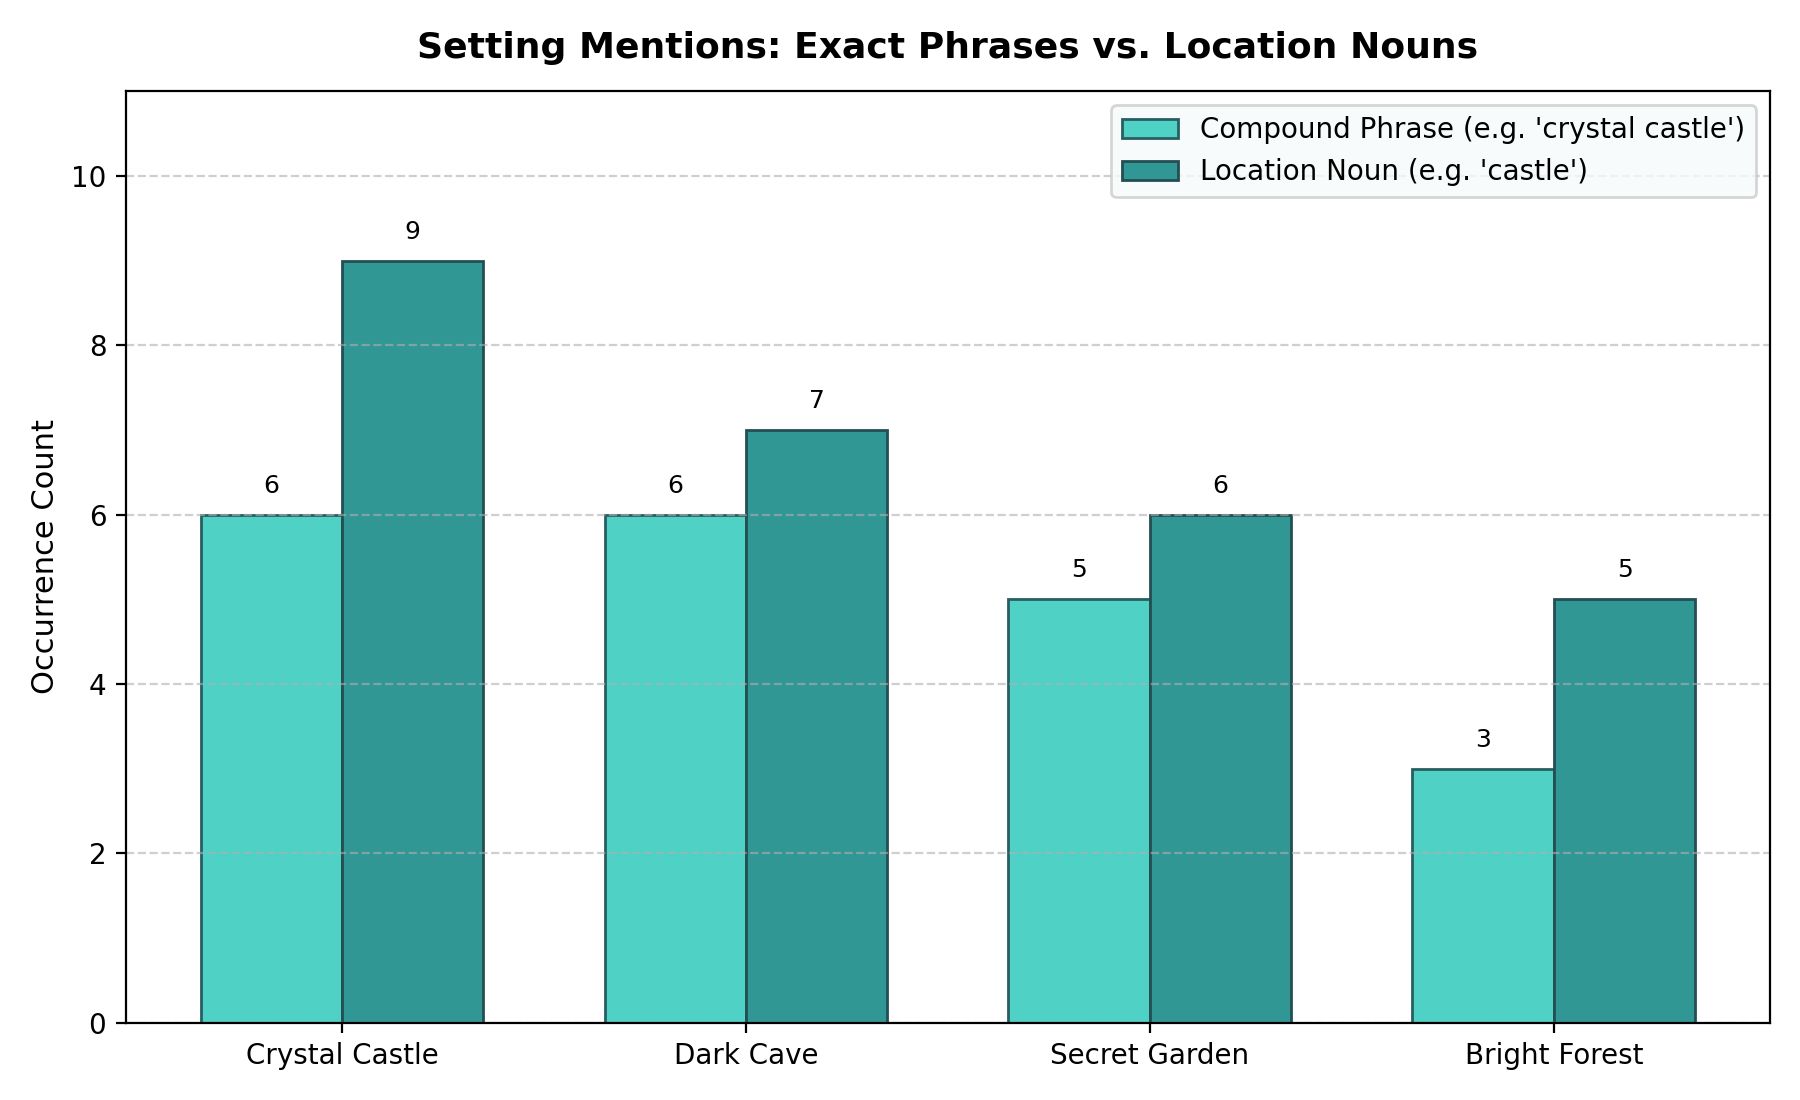 Setting Mentions: Exact Phrases vs. Location Nouns
Compound Phrase (e.g. 'crystal castle')
Location Noun (e.g. 'castle')
Occurrence Count
10
8
6
4
2
0
6
9
6
7
5
6
3
5
Crystal Castle
Dark Cave
Secret Garden
Bright Forest